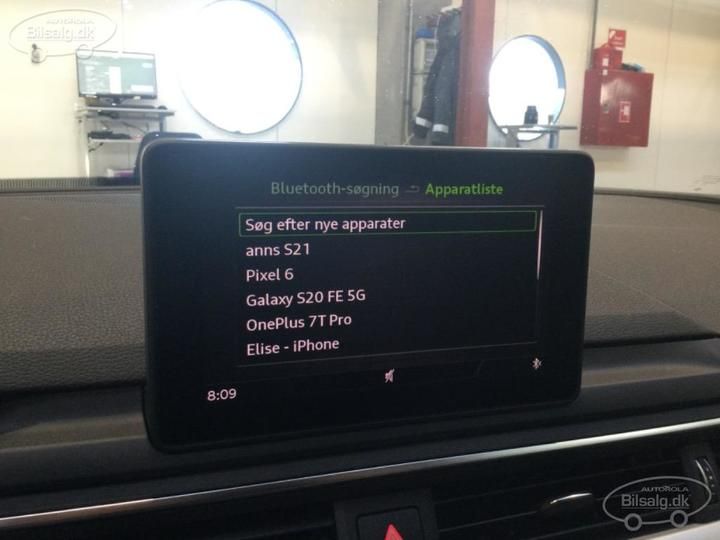 AUTOROLA
Bilsalg.dk
Bluetooth-søgning Apparatliste
Søg efter nye apparater
anns S21
Pixel 6
Galaxy S20 FE 5G
OnePlus 7T Pro
Elise - iPhone
8:09
AUTOROLA
Bilsalg.dk